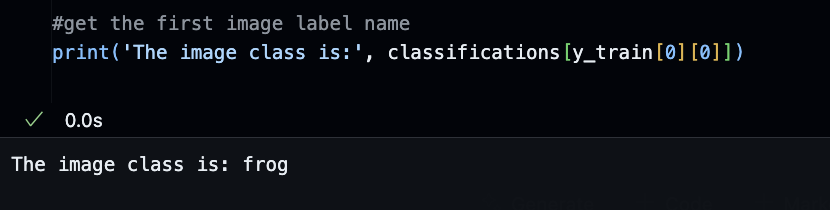 #get the first image label name
print('The image class is:', classifications[y_train[0][0]])
0.0s
The image class is: frog